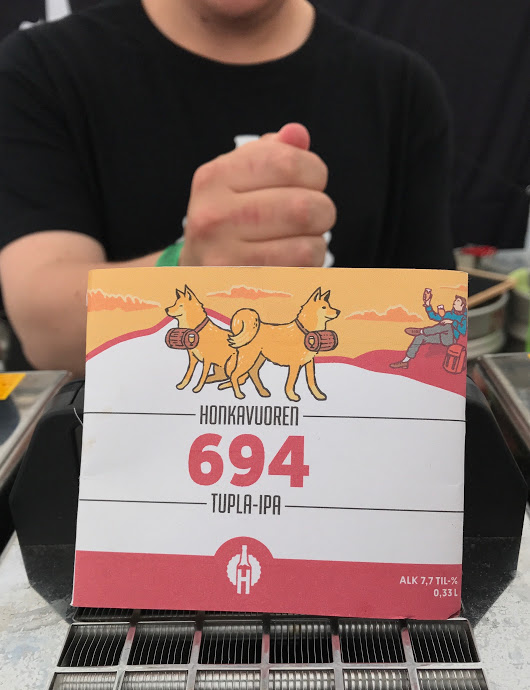 HONKAVUOREN
694
TUPLA-IPA
H
ALK 7,7 TIL-%
0,33 L